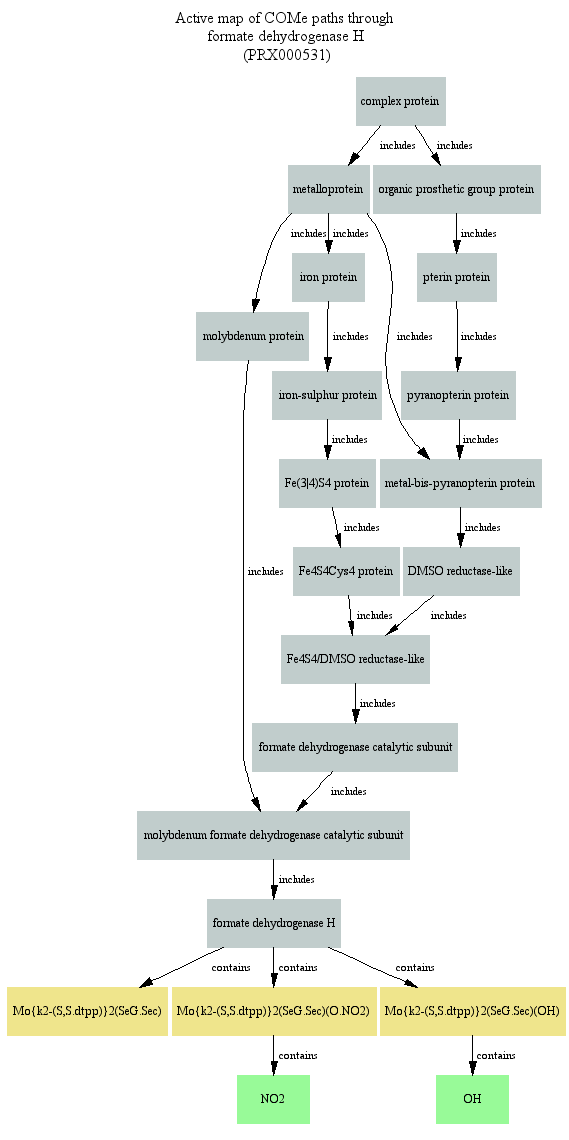 Active map of COMe paths through
formate dehydrogenase H
(PRX000531)
complex protein
includes
includes
metalloprotein
organic prosthetic group protein
includes
includes
includes
iron protein
pterin protein
molybdenum protein
includes
includes
includes
iron-sulphur protein
pyranopterin protein
includes
includes
Fe(3|4)S4 protein
metal-bis-pyranopterin protein
includes
includes
includes
Fe4S4Cys4 protein
DMSO reductase-like
includes
includes
Fe4S4/DMSO reductase-like
includes
formate dehydrogenase catalytic subunit
includes
molybdenum formate dehydrogenase catalytic subunit
includes
formate dehydrogenase H
contains
contains
contains
Mo{k2-(S,S.dtpp)}2(SeG.Sec)
Mo{k2-(S,S.dtpp)}2(SeG.Sec)(O.NO2)
Mo{k2-(S,S.dtpp)}2(SeG.Sec)(OH)
contains
contains
NO2
OH